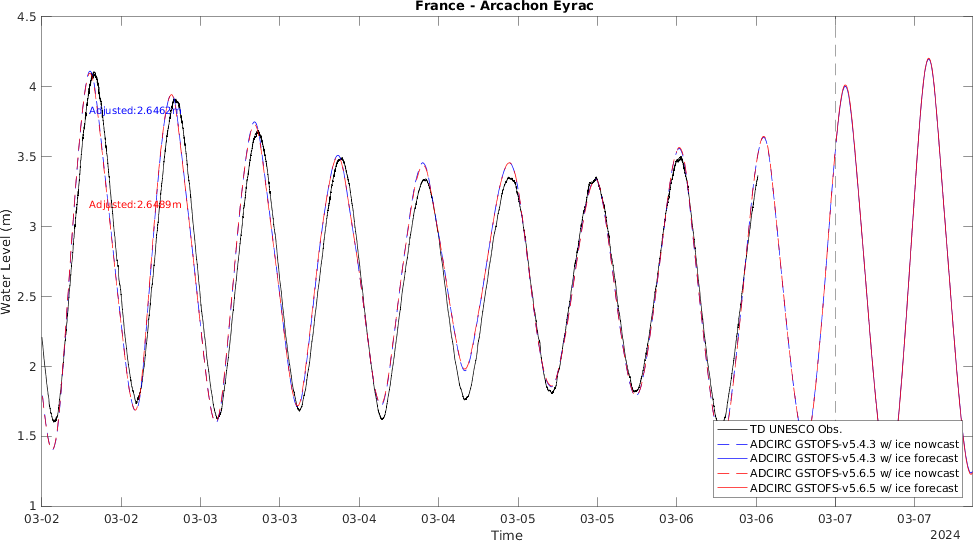 France - Arcachon Eyrac
4.5
4
3.5
3
2.5
2
1.5
1
Water Level (m)
Adjusted:2.6462m
Adjusted:2.6489m
TD UNESCO Obs.
ADCIRC GSTOFS-v5.4.3 w/ ice nowcast
ADCIRC GSTOFS-v5.4.3 w/ ice forecast
ADCIRC GSTOFS-v5.6.5 w/ ice nowcast
ADCIRC GSTOFS-v5.6.5 w/ ice forecast
03-02 03-02 03-03 03-03 03-04 03-04 03-05 03-05 03-06 03-06 03-07 03-07
Time
2024